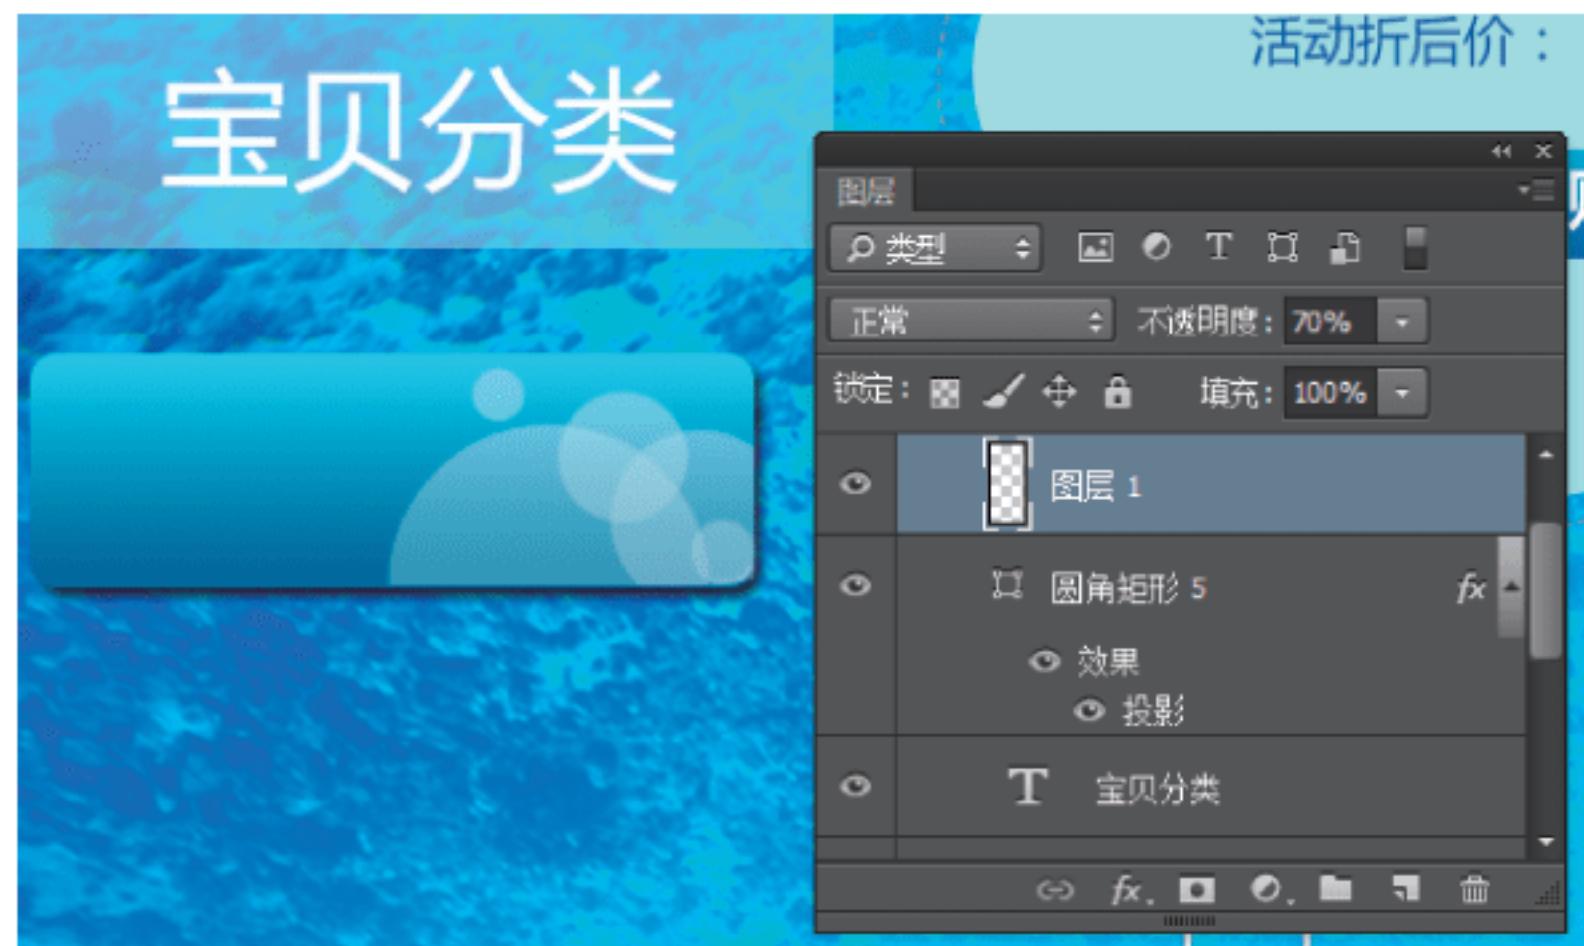 活动折后价：
宝贝分类
图层
类型
正常 不透明度： 70%
锁定： 填充： 100%
图层 1
圆角矩形 5 fx
效果
投影
T 宝贝分类
fx.